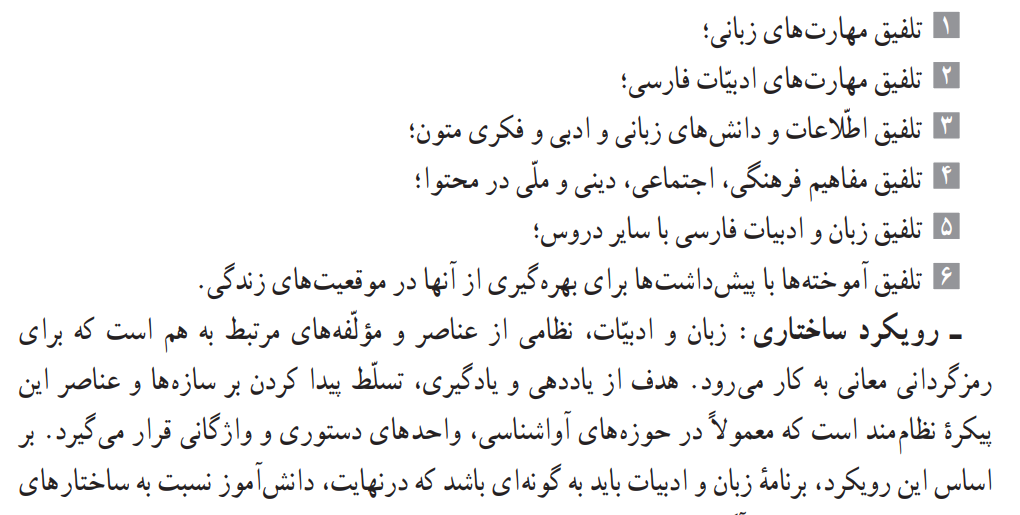 ۱ تلفیق مهارت‌های زبانی؛
۲ تلفیق مهارت‌های ادبیّات فارسی؛
۳ تلفیق اطّلاعات و دانش‌های زبانی و ادبی و فکری متون؛
۴ تلفیق مفاهیم فرهنگی، اجتماعی، دینی و ملّی در محتوا؛
۵ تلفیق زبان و ادبیات فارسی با سایر دروس؛
۶ تلفیق آموخته‌ها با پیش‌داشت‌ها برای بهره‌گیری از آنها در موقعیت‌های زندگی.
ـ رویکرد ساختاری: زبان و ادبیّات، نظامی از عناصر و مؤلّفه‌های مرتبط به هم است که برای
رمزگردانی معانی به کار می‌رود. هدف از یاددهی و یادگیری، تسلّط پیدا کردن بر سازه‌ها و عناصر این
پیکرهٔ نظام‌مند است که معمولاً در حوزه‌های آواشناسی، واحدهای دستوری و واژگانی قرار می‌گیرد. بر
اساس این رویکرد، برنامهٔ زبان و ادبیات باید به گونه‌ای باشد که درنهایت، دانش‌آموز نسبت به ساختارهای